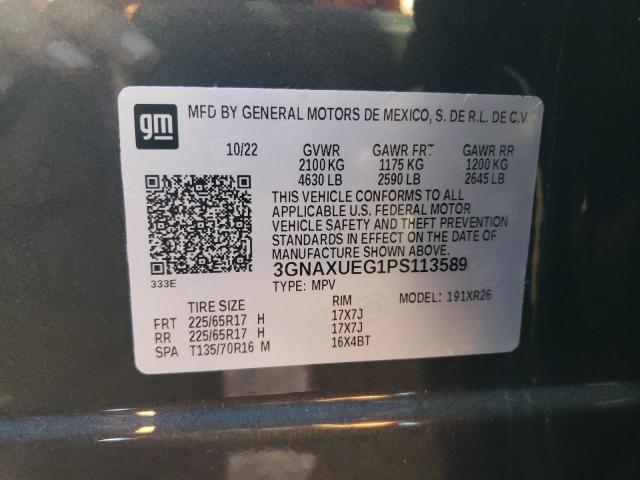 gm
MFD BY GENERAL MOTORS DE MEXICO, S. DE R.L. DE C.V
10/22 GVWR GAWR FRT GAWR RR
2100 KG 1175 KG 1200 KG
4630 LB 2590 LB 2645 LB
THIS VEHICLE CONFORMS TO ALL
APPLICABLE U.S. FEDERAL MOTOR
VEHICLE SAFETY AND THEFT PREVENTION
STANDARDS IN EFFECT ON THE DATE OF
MANUFACTURE SHOWN ABOVE.
3GNAXUEG1PS113589
333E
TYPE: MPV
MODEL: 191XR26
TIRE SIZE RIM
FRT 225/65R17 H 17X7J
RR 225/65R17 H 17X7J
SPA T135/70R16 M 16X4BT